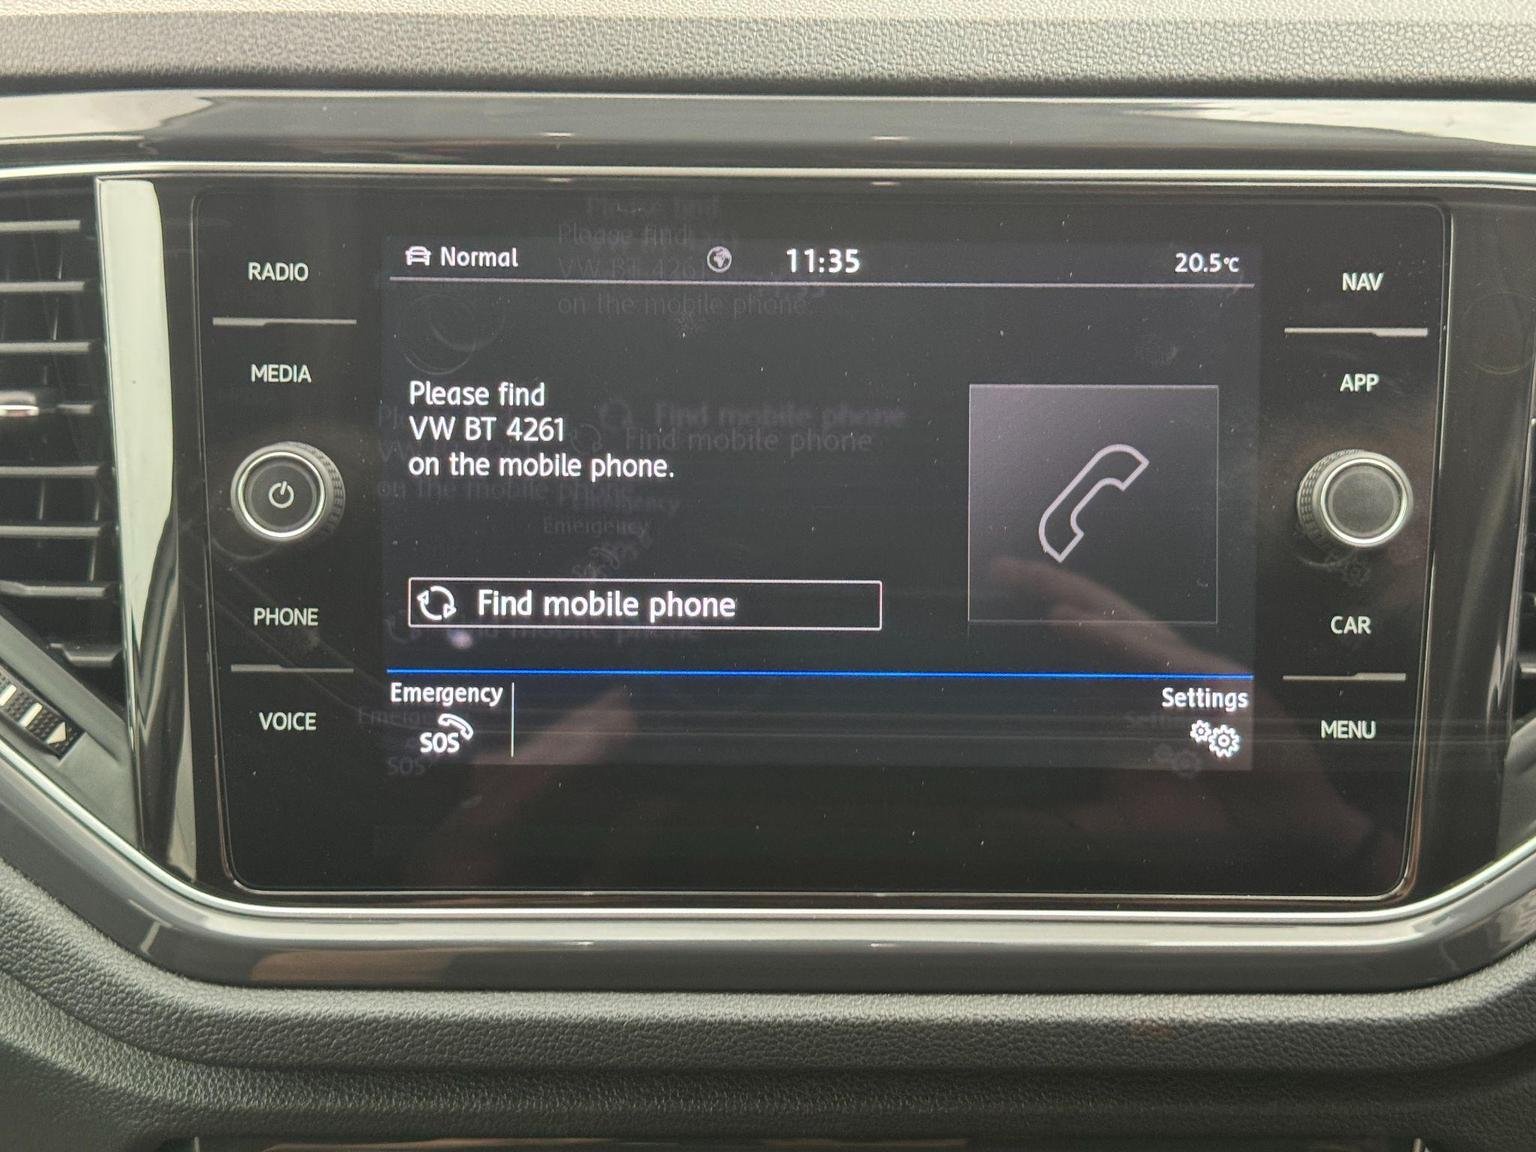 RADIO
MEDIA
PHONE
VOICE
Normal
11:35
20.5°C
Please find
VW BT 4261
on the mobile phone.
Find mobile phone
Emergency
SOS
Settings
NAV
APP
CAR
MENU